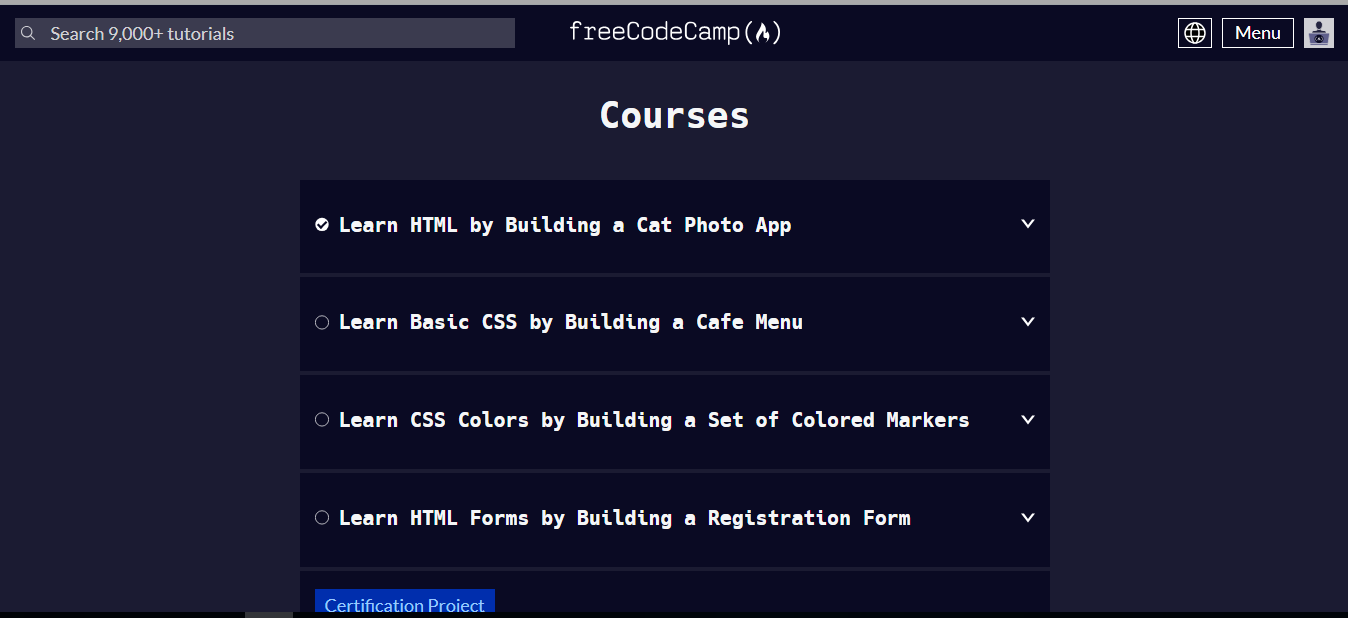 Search 9,000+ tutorials
freeCodeCamp
Menu
Courses
Learn HTML by Building a Cat Photo App
Learn Basic CSS by Building a Cafe Menu
Learn CSS Colors by Building a Set of Colored Markers
Learn HTML Forms by Building a Registration Form
Certification Project